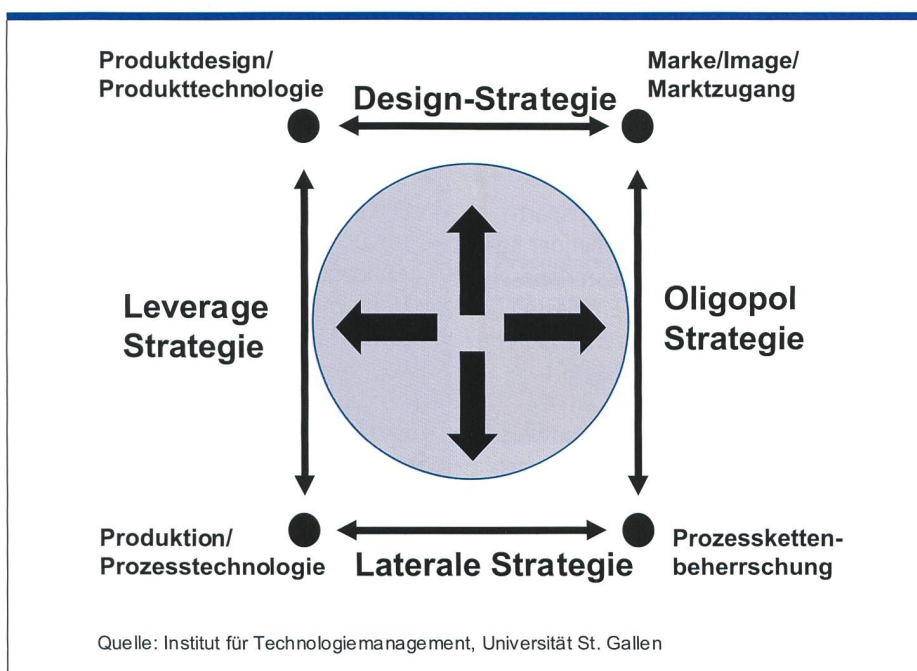 Produktdesign/
Produkttechnologie
Marke/Image/
Marktzugang
Design-Strategie
Leverage
Strategie
Oligopol
Strategie
Produktion/
Prozesstechnologie
Laterale Strategie
Prozessketten-
beherrschung
Quelle: Institut für Technologiemanagement, Universität St. Gallen